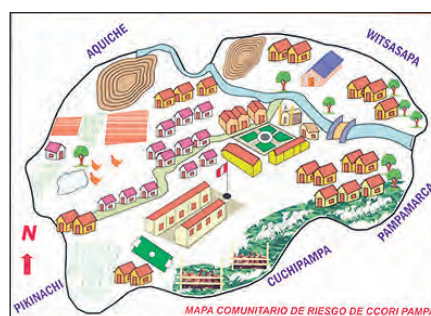 AQUICHE
WITSASAPA
PAMPAMARCA
N
CUCHIPAMPA
PIKINACHI
MAPA COMUNITARIO DE RIESGO DE CCORI PAMPA